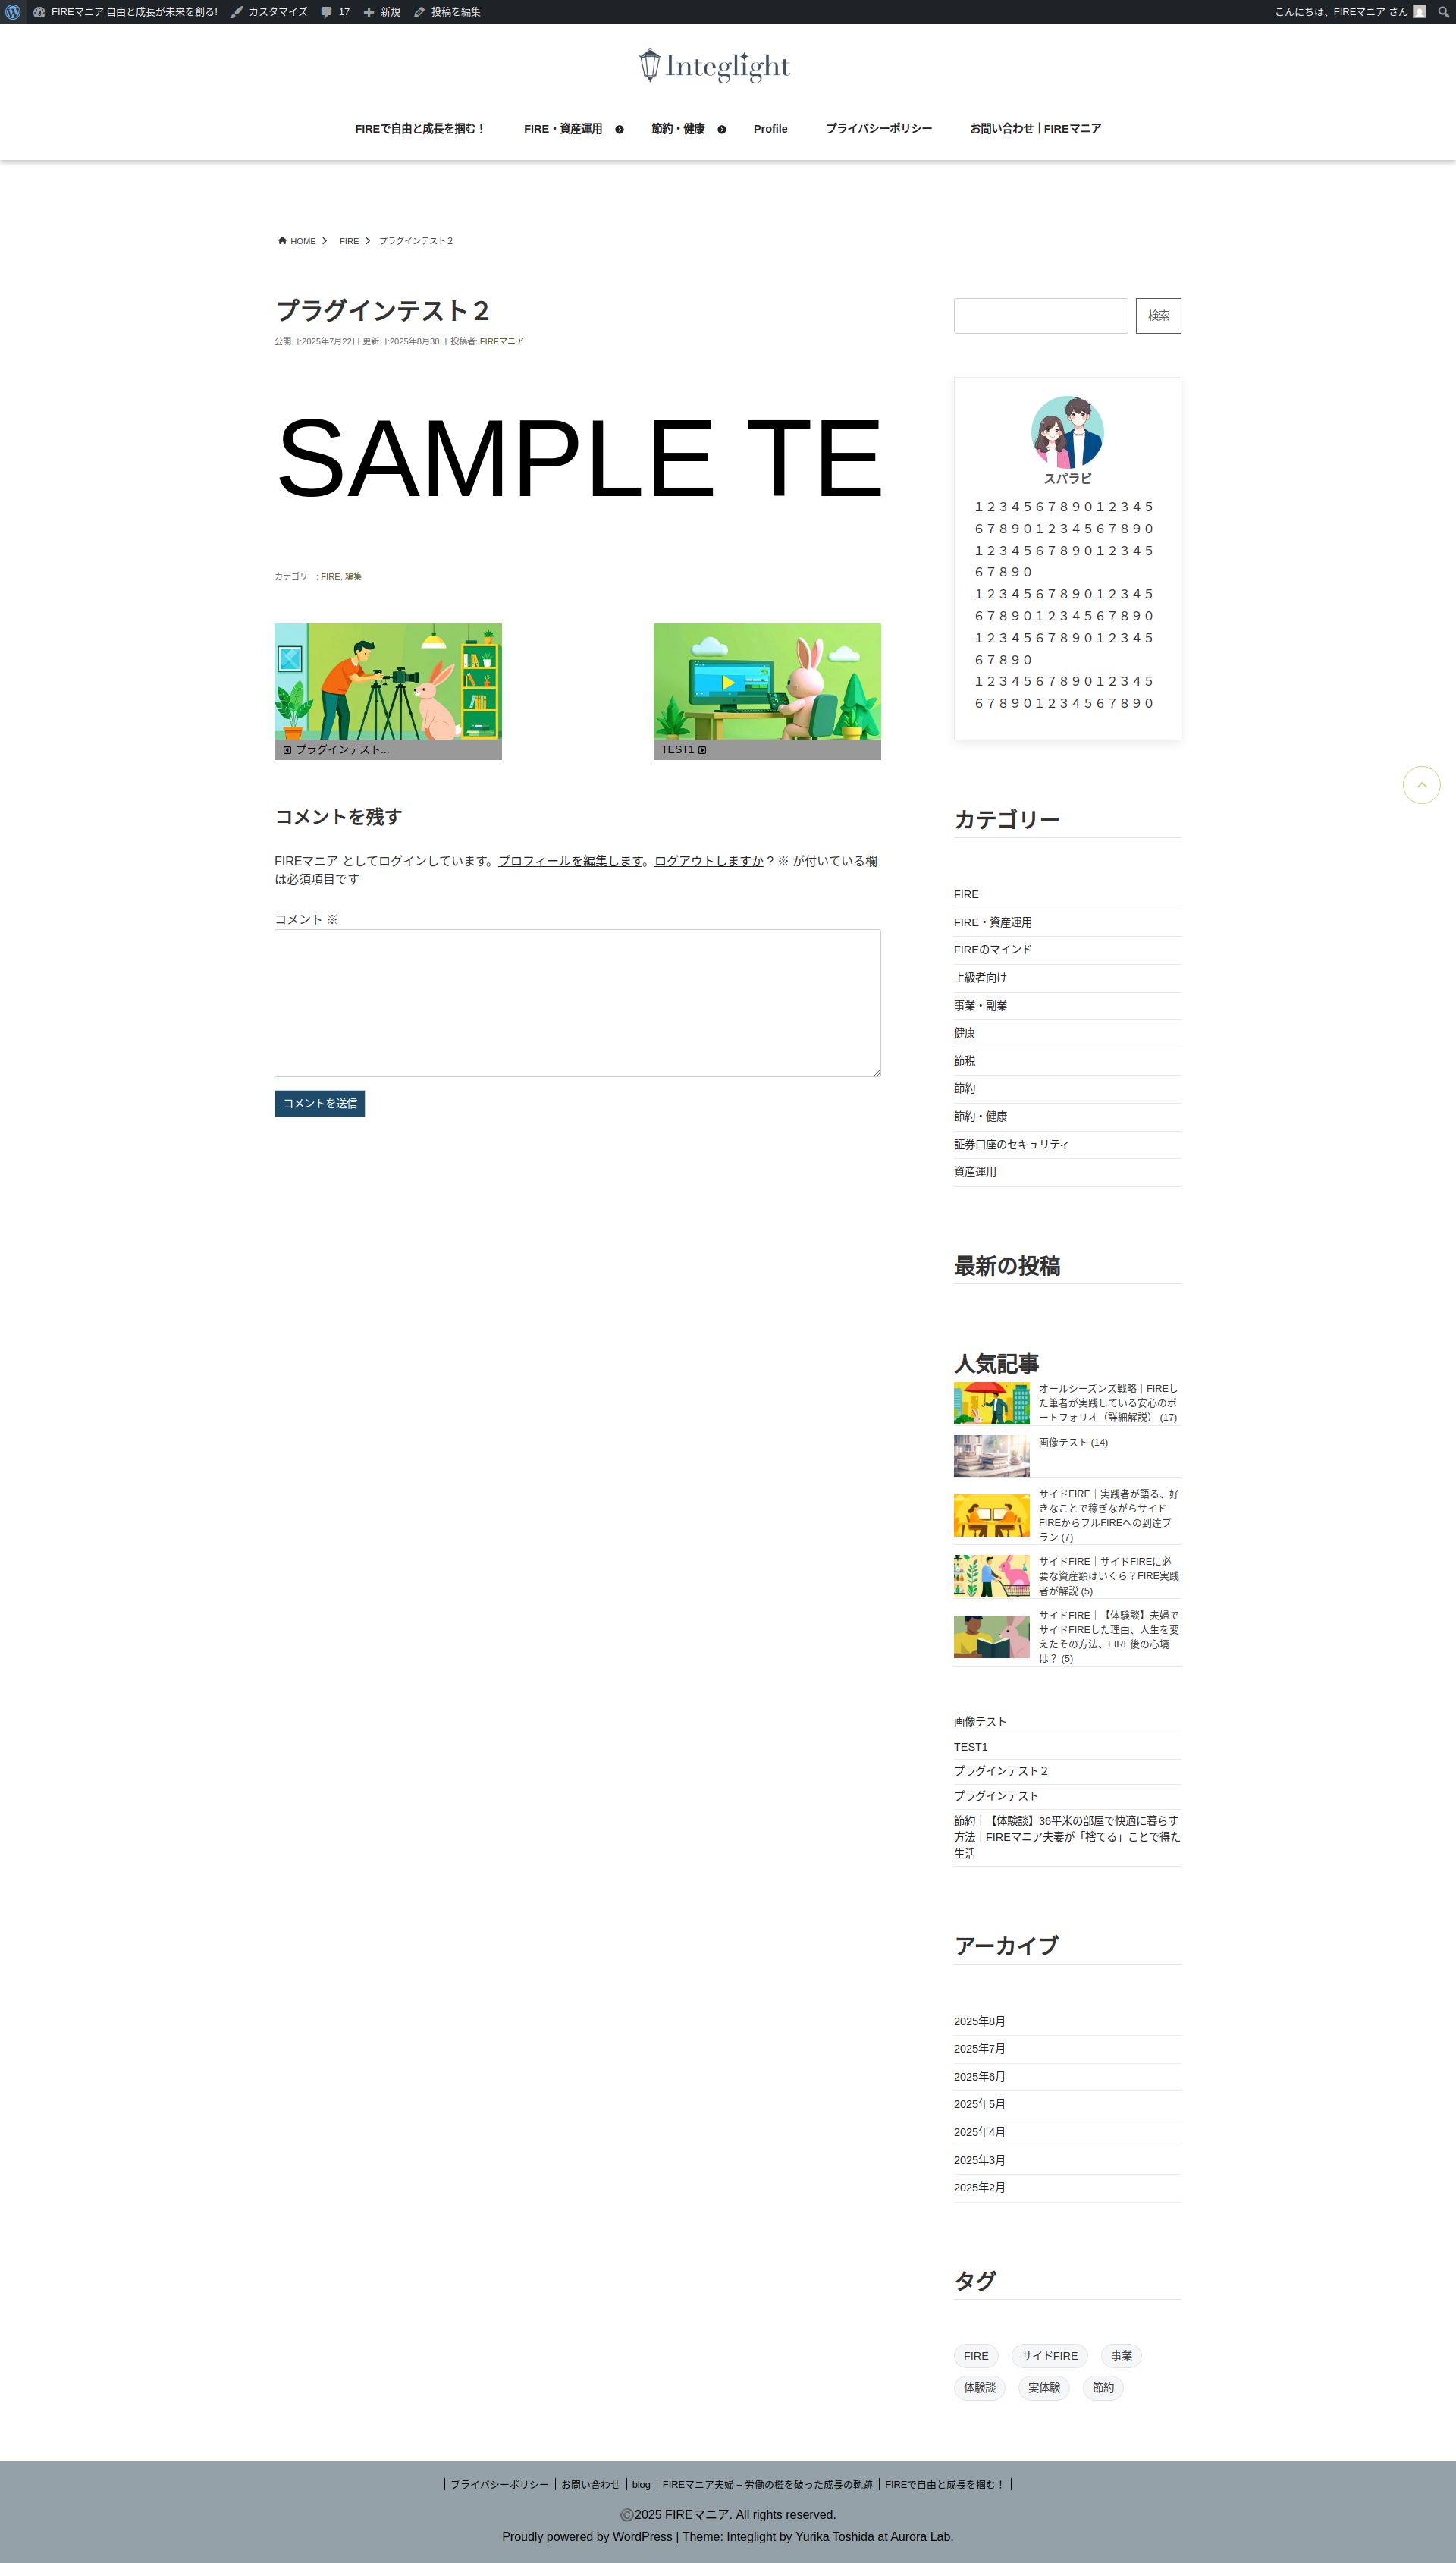 FIREマニア 自由と成長が未来を創る!
カスタマイズ
17
新規
投稿を編集
こんにちは、FIREマニア さん
Integlight
FIREで自由と成長を掴む！
FIRE・資産運用
節約・健康
Profile
プライバシーポリシー
お問い合わせ｜FIREマニア
HOME
FIRE
プラグインテスト２
プラグインテスト２
公開日:2025年7月22日 更新日:2025年8月30日 投稿者: FIREマニア
SAMPLE TE
カテゴリー: FIRE, 編集
プラグインテスト...
TEST1
コメントを残す
FIREマニア としてログインしています。プロフィールを編集します。ログアウトしますか ? ※ が付いている欄
は必須項目です
コメント ※
コメントを送信
検索
スパラビ
１２３４５６７８９０１２３４５
６７８９０１２３４５６７８９０
１２３４５６７８９０１２３４５
６７８９０
１２３４５６７８９０１２３４５
６７８９０１２３４５６７８９０
１２３４５６７８９０１２３４５
６７８９０
１２３４５６７８９０１２３４５
６７８９０１２３４５６７８９０
カテゴリー
FIRE
FIRE・資産運用
FIREのマインド
上級者向け
事業・副業
健康
節税
節約
節約・健康
証券口座のセキュリティ
資産運用
最新の投稿
人気記事
オールシーズンズ戦略｜FIREし
た筆者が実践している安心のポ
ートフォリオ（詳細解説） (17)
画像テスト (14)
サイドFIRE｜実践者が語る、好
きなことで稼ぎながらサイド
FIREからフルFIREへの到達プ
ラン (7)
サイドFIRE｜サイドFIREに必
要な資産額はいくら？FIRE実践
者が解説 (5)
サイドFIRE｜【体験談】夫婦で
サイドFIREした理由、人生を変
えたその方法、FIRE後の心境
は？ (5)
画像テスト
TEST1
プラグインテスト２
プラグインテスト
節約｜【体験談】36平米の部屋で快適に暮らす
方法｜FIREマニア夫妻が「捨てる」ことで得た
生活
アーカイブ
2025年8月
2025年7月
2025年6月
2025年5月
2025年4月
2025年3月
2025年2月
タグ
FIRE
サイドFIRE
事業
体験談
実体験
節約
プライバシーポリシー
お問い合わせ
blog
FIREマニア夫婦 – 労働の檻を破った成長の軌跡
FIREで自由と成長を掴む！
©2025 FIREマニア. All rights reserved.
Proudly powered by WordPress | Theme: Integlight by Yurika Toshida at Aurora Lab.